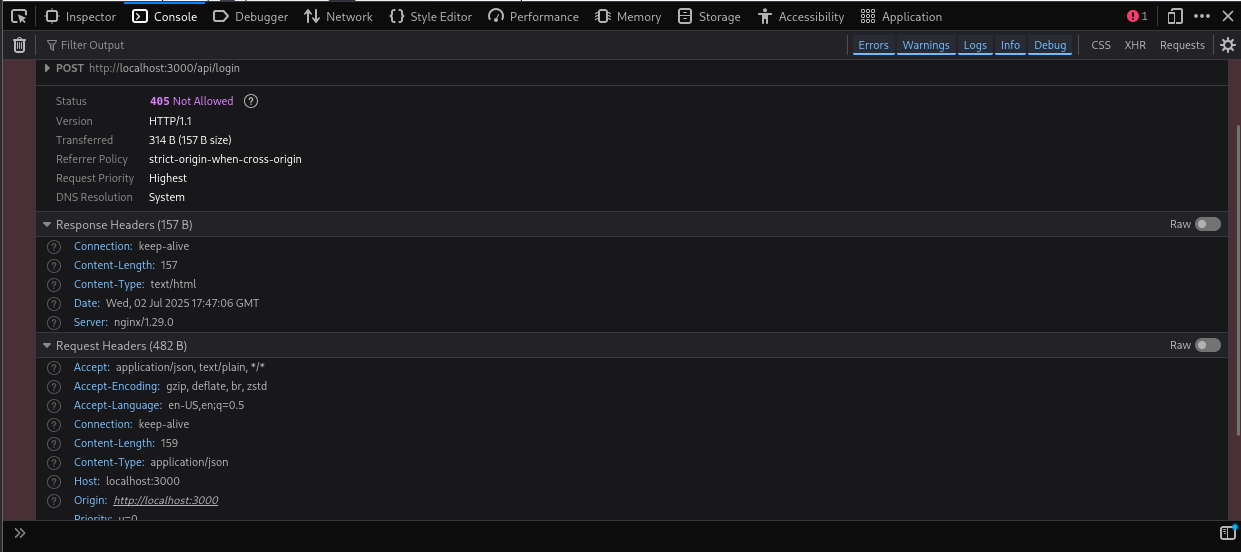 Inspector Console Debugger Network Style Editor Performance Memory Storage Accessibility Application 1
Filter Output Errors Warnings Logs Info Debug CSS XHR Requests
POST http://localhost:3000/api/login
Status 405 Not Allowed ?
Version HTTP/1.1
Transferred 314 B (157 B size)
Referrer Policy strict-origin-when-cross-origin
Request Priority Highest
DNS Resolution System
Response Headers (157 B) Raw
? Connection: keep-alive
? Content-Length: 157
? Content-Type: text/html
? Date: Wed, 02 Jul 2025 17:47:06 GMT
? Server: nginx/1.29.0
Request Headers (482 B) Raw
? Accept: application/json, text/plain, */*
? Accept-Encoding: gzip, deflate, br, zstd
? Accept-Language: en-US,en;q=0.5
? Connection: keep-alive
? Content-Length: 159
? Content-Type: application/json
? Host: localhost:3000
? Origin: http://localhost:3000
Priority: u=0